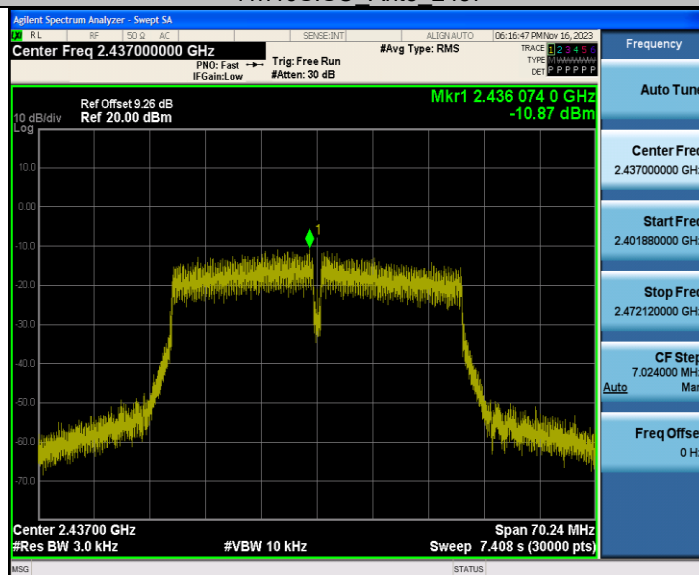 Agilent Spectrum Analyzer - Swept SA
RL RF 50 Ω AC SENSE:INT ALIGN AUTO 06:16:47 PM Nov 16, 2023
Center Freq 2.437000000 GHz #Avg Type: RMS TRACE 1 2 3 4 5 6
PNO: Fast Trig: Free Run TYPE M
IFGain:Low #Atten: 30 dB DET P P P P P P
Frequency
Mkr1 2.436 074 0 GHz
Ref Offset 9.26 dB
10 dB/div Ref 20.00 dBm -10.87 dBm
Log
10.0
0.00
-10.0
-20.0
-30.0
-40.0
-50.0
-60.0
-70.0
1
Center 2.43700 GHz Span 70.24 MHz
#Res BW 3.0 kHz #VBW 10 kHz Sweep 7.408 s (30000 pts)
MSG STATUS
Auto Tune
Center Freq
2.437000000 GHz
Start Freq
2.401880000 GHz
Stop Freq
2.472120000 GHz
CF Step
7.024000 MHz
Auto Man
Freq Offset
0 Hz